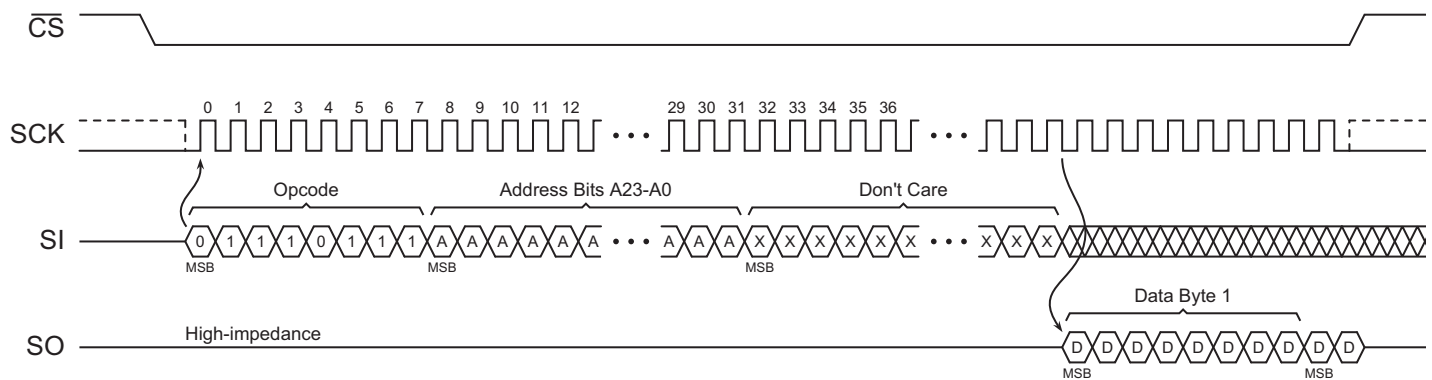 CS
0 1 2 3 4 5 6 7 8 9 10 11 12 29 30 31 32 33 34 35 36
SCK
Opcode Address Bits A23-A0 Don't Care
SI 0 1 1 1 0 1 1 1 A A A A A A A A A X X X X X X X X X
MSB MSB MSB
Data Byte 1
High-impedance
SO D D D D D D D D D D
MSB MSB